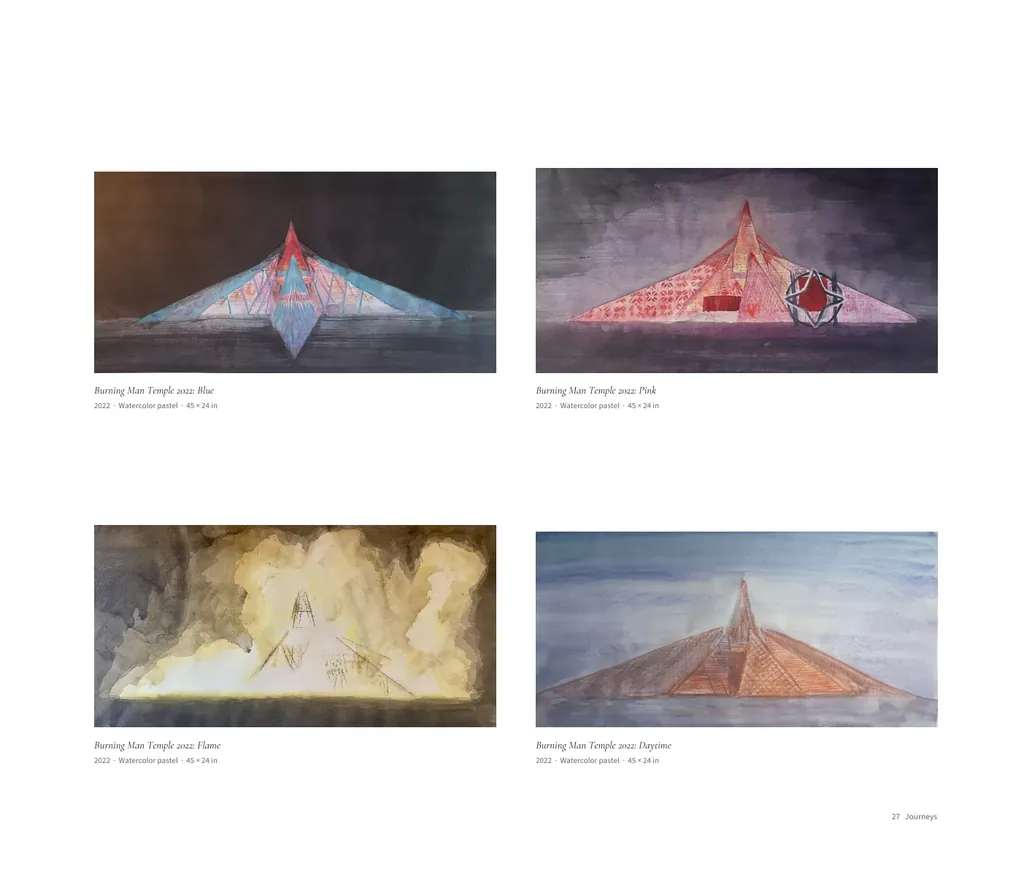 Burning Man Temple 2022: Blue
2022 · Watercolor pastel · 45 × 24 in
Burning Man Temple 2022: Pink
2022 · Watercolor pastel · 45 × 24 in
Burning Man Temple 2022: Flame
2022 · Watercolor pastel · 45 × 24 in
Burning Man Temple 2022: Daytime
2022 · Watercolor pastel · 45 × 24 in
27 Journeys